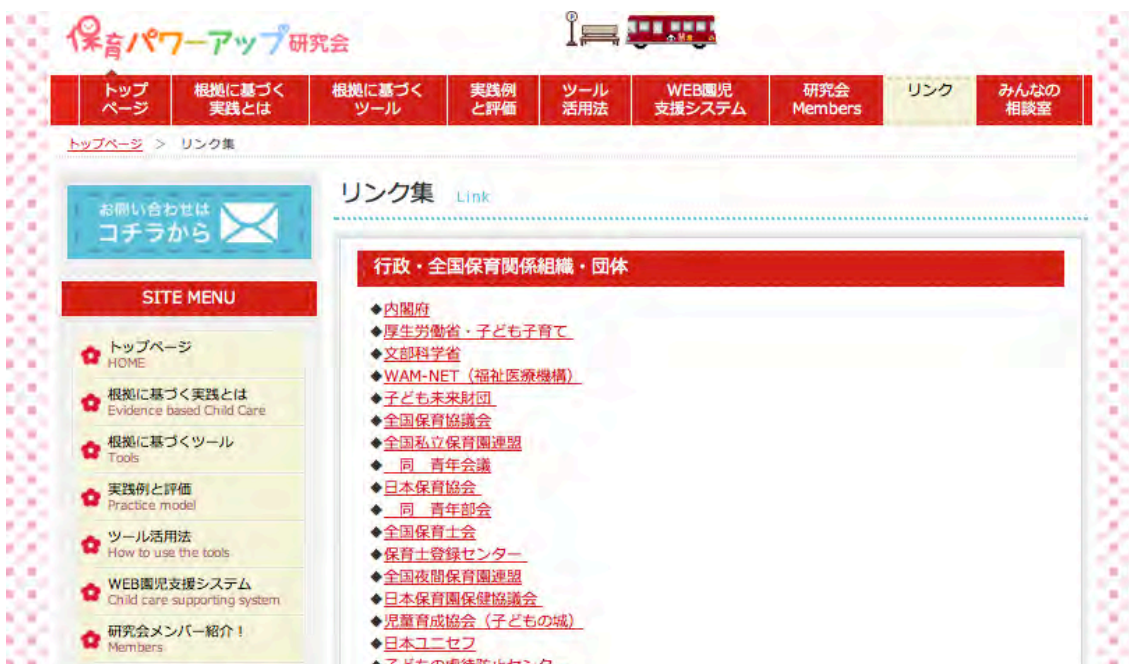 保育パワーアップ研究会
トップ
ページ
根拠に基づく
実践とは
根拠に基づく
ツール
実践例
と評価
ツール
活用法
WEB園児
支援システム
研究会
Members
リンク
みんなの
相談室
トップページ > リンク集
お問い合わせは
コチラから
SITE MENU
トップページ
HOME
根拠に基づく実践とは
Evidence based Child Care
根拠に基づくツール
Tools
実践例と評価
Practice model
ツール活用法
How to use the tools
WEB園児支援システム
Child care supporting system
研究会メンバー紹介!
Members
リンク集 Link
行政・全国保育関係組織・団体
◆内閣府
◆厚生労働省・子ども子育て
◆文部科学省
◆WAM-NET(福祉医療機構)
◆子ども未来財団
◆全国保育協議会
◆全国私立保育園連盟
◆ 同 青年会議
◆日本保育協会
◆ 同 青年部会
◆全国保育士会
◆保育士登録センター
◆全国夜間保育園連盟
◆日本保育園保健協議会
◆児童育成協会(子どもの城)
◆日本ユニセフ